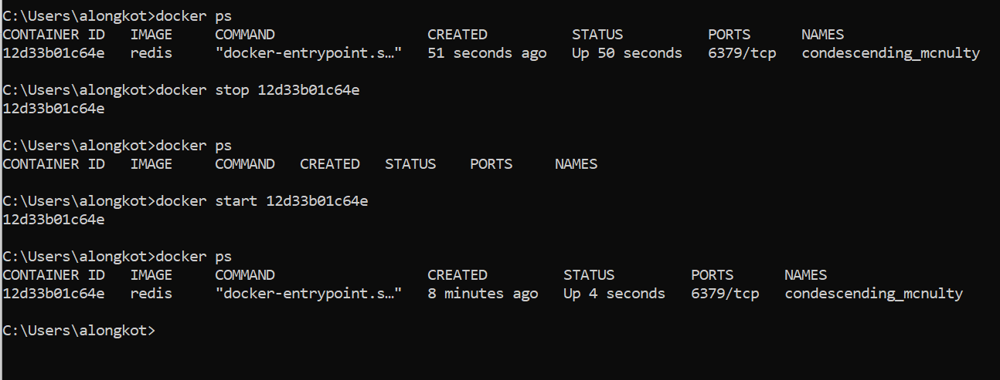 C:\Users\alongkot>docker ps
CONTAINER ID   IMAGE     COMMAND                  CREATED          STATUS          PORTS      NAMES
12d33b01c64e   redis     "docker-entrypoint.s…"   51 seconds ago   Up 50 seconds   6379/tcp   condescending_mcnulty
C:\Users\alongkot>docker stop 12d33b01c64e
12d33b01c64e
C:\Users\alongkot>docker ps
CONTAINER ID   IMAGE     COMMAND   CREATED   STATUS    PORTS     NAMES
C:\Users\alongkot>docker start 12d33b01c64e
12d33b01c64e
C:\Users\alongkot>docker ps
CONTAINER ID   IMAGE     COMMAND                  CREATED         STATUS         PORTS      NAMES
12d33b01c64e   redis     "docker-entrypoint.s…"   8 minutes ago   Up 4 seconds   6379/tcp   condescending_mcnulty
C:\Users\alongkot>